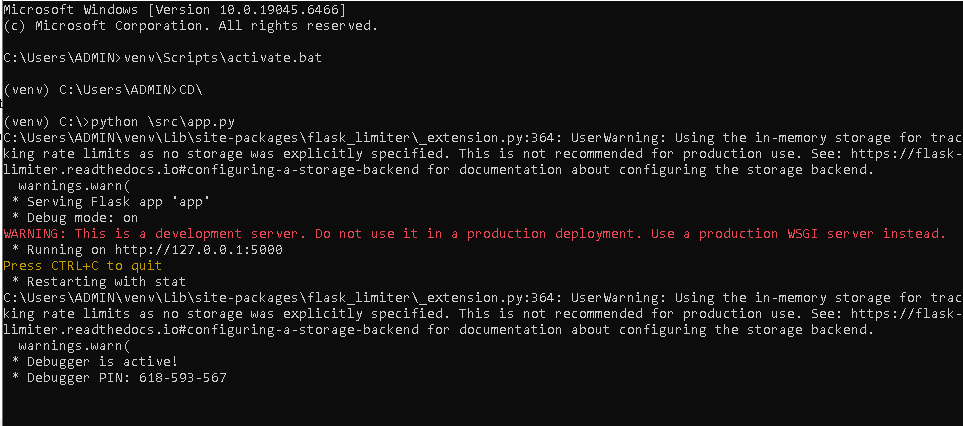 Microsoft Windows [Version 10.0.19045.6466]
(c) Microsoft Corporation. All rights reserved.
C:\Users\ADMIN>venv\Scripts\activate.bat
(venv) C:\Users\ADMIN>CD\
(venv) C:\>python \src\app.py
C:\Users\ADMIN\venv\Lib\site-packages\flask_limiter\_extension.py:364: UserWarning: Using the in-memory storage for trac
king rate limits as no storage was explicitly specified. This is not recommended for production use. See: https://flask-
limiter.readthedocs.io#configuring-a-storage-backend for documentation about configuring the storage backend.
  warnings.warn(
 * Serving Flask app 'app'
 * Debug mode: on
WARNING: This is a development server. Do not use it in a production deployment. Use a production WSGI server instead.
 * Running on http://127.0.0.1:5000
Press CTRL+C to quit
 * Restarting with stat
C:\Users\ADMIN\venv\Lib\site-packages\flask_limiter\_extension.py:364: UserWarning: Using the in-memory storage for trac
king rate limits as no storage was explicitly specified. This is not recommended for production use. See: https://flask-
limiter.readthedocs.io#configuring-a-storage-backend for documentation about configuring the storage backend.
  warnings.warn(
 * Debugger is active!
 * Debugger PIN: 618-593-567